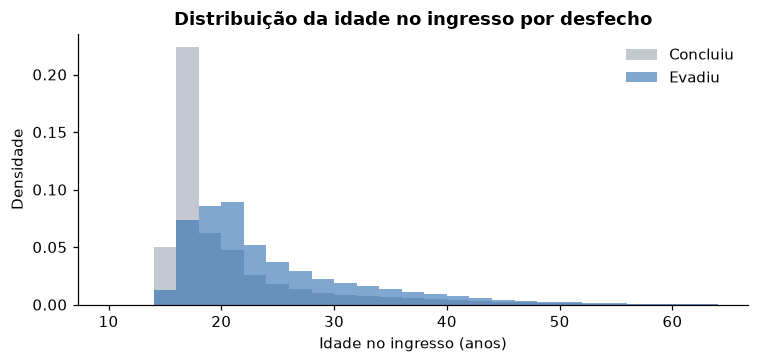 Distribuição da idade no ingresso por desfecho
Concluiu
Evadiu
Densidade
0.20
0.15
0.10
0.05
0.00
10 20 30 40 50 60
Idade no ingresso (anos)